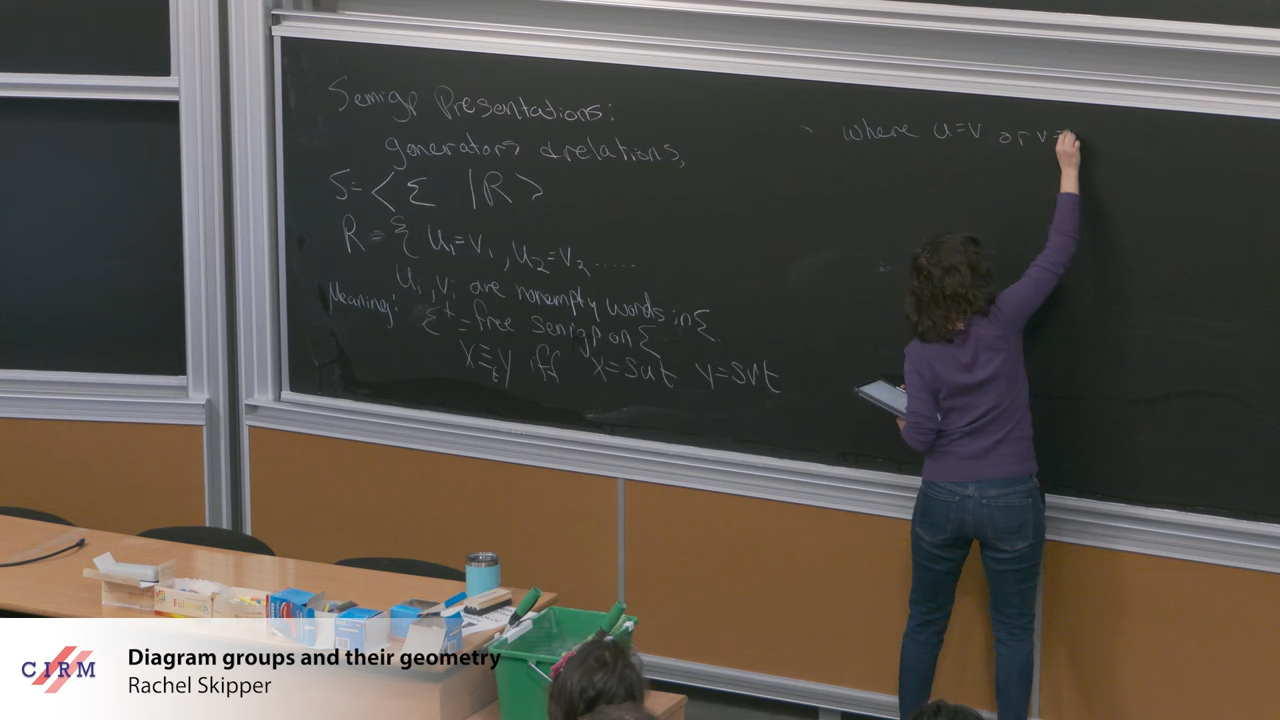 Semigp Presentations:
generators & relations,
S = < Σ | R >
R = { u₁=v₁, u₂=v₂ .....
uᵢ, vᵢ are nonempty words in Σ.
Meaning: Σ⁺ = free semigp on Σ
x ≡ y iff x=sut y=svt
where u=v or v=
CIRM
Diagram groups and their geometry
Rachel Skipper